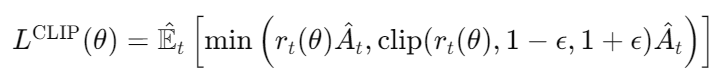 L^CLIP(θ) = Ê_t [min (r_t(θ)Â_t, clip(r_t(θ), 1 − ϵ, 1 + ϵ)Â_t)]